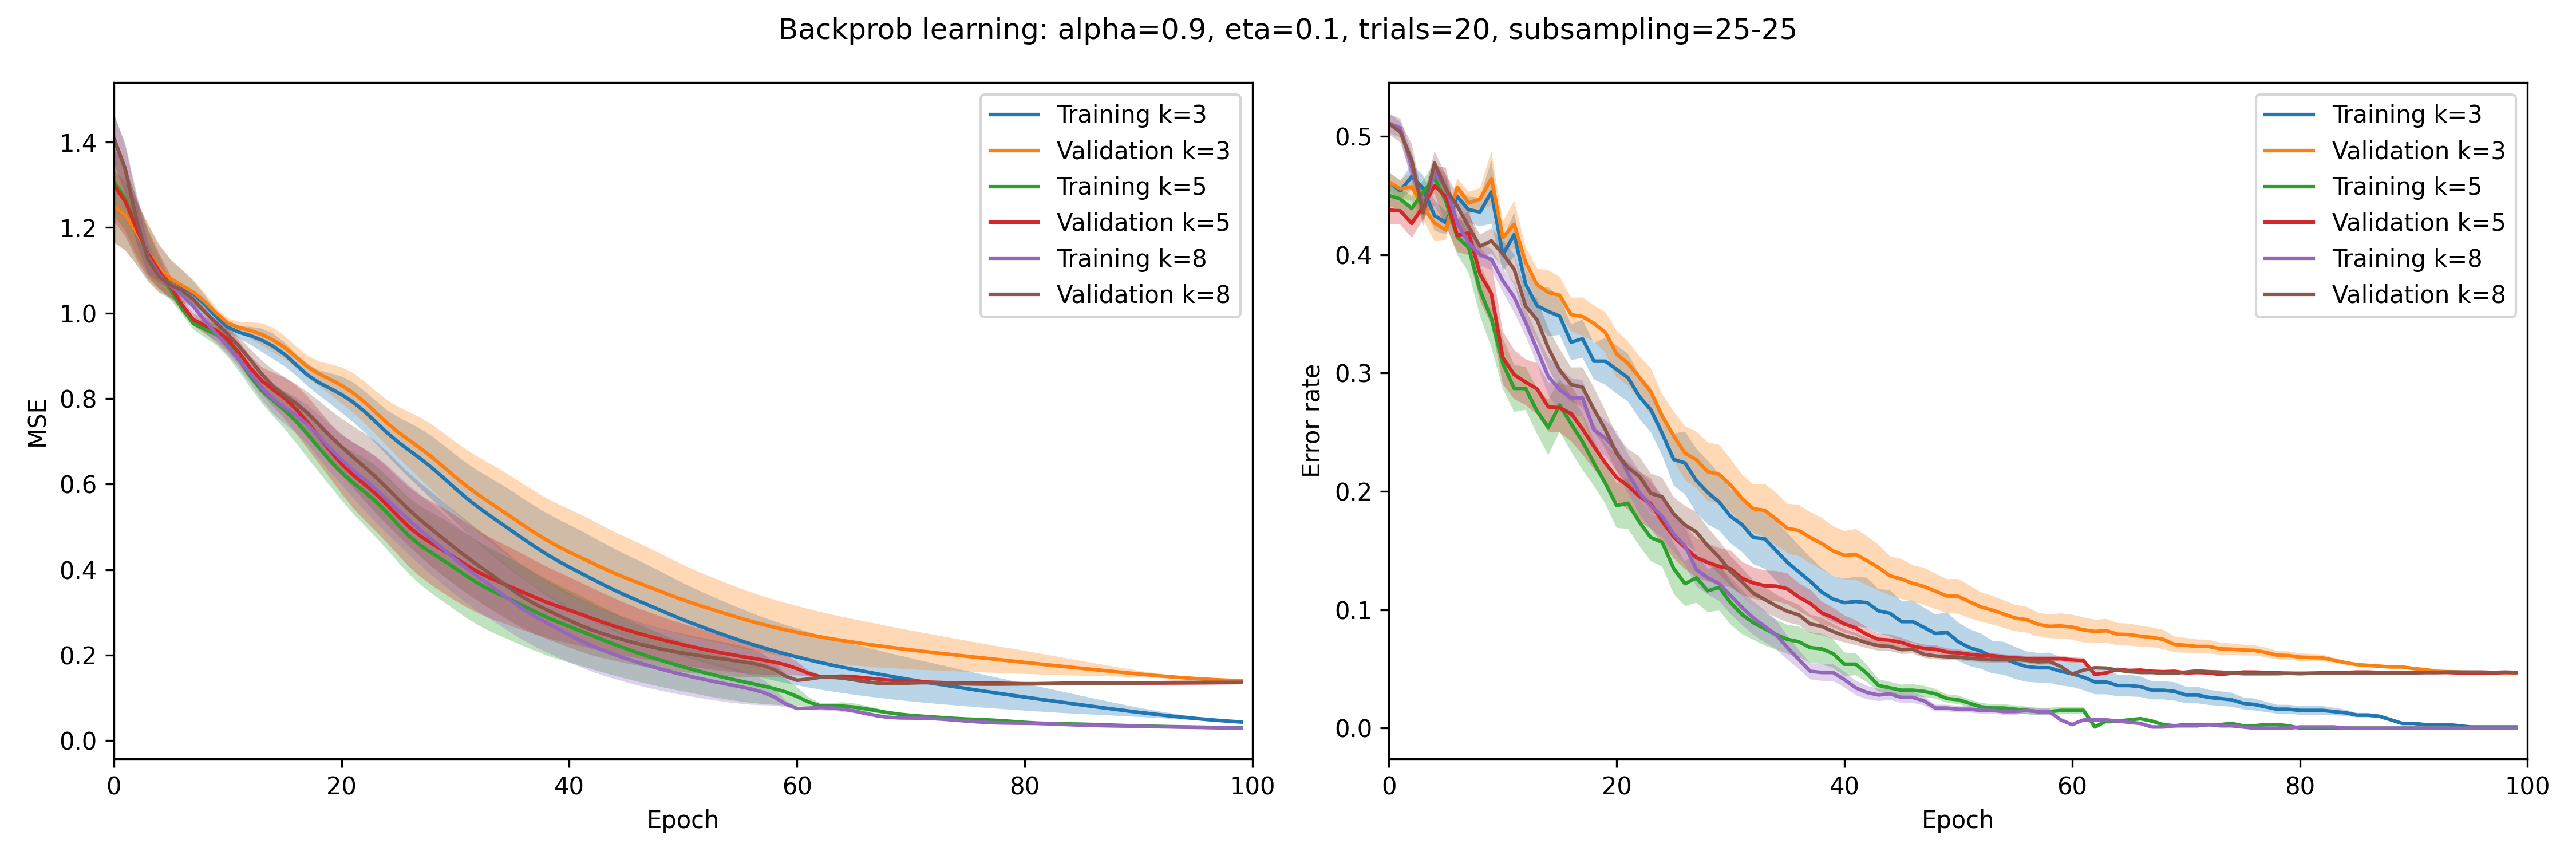 Backprob learning: alpha=0.9, eta=0.1, trials=20, subsampling=25-25
MSE
1.4
1.2
1.0
0.8
0.6
0.4
0.2
0.0
0 20 40 60 80 100
Epoch
Training k=3
Validation k=3
Training k=5
Validation k=5
Training k=8
Validation k=8
Error rate
0.5
0.4
0.3
0.2
0.1
0.0
0 20 40 60 80 100
Epoch
Training k=3
Validation k=3
Training k=5
Validation k=5
Training k=8
Validation k=8